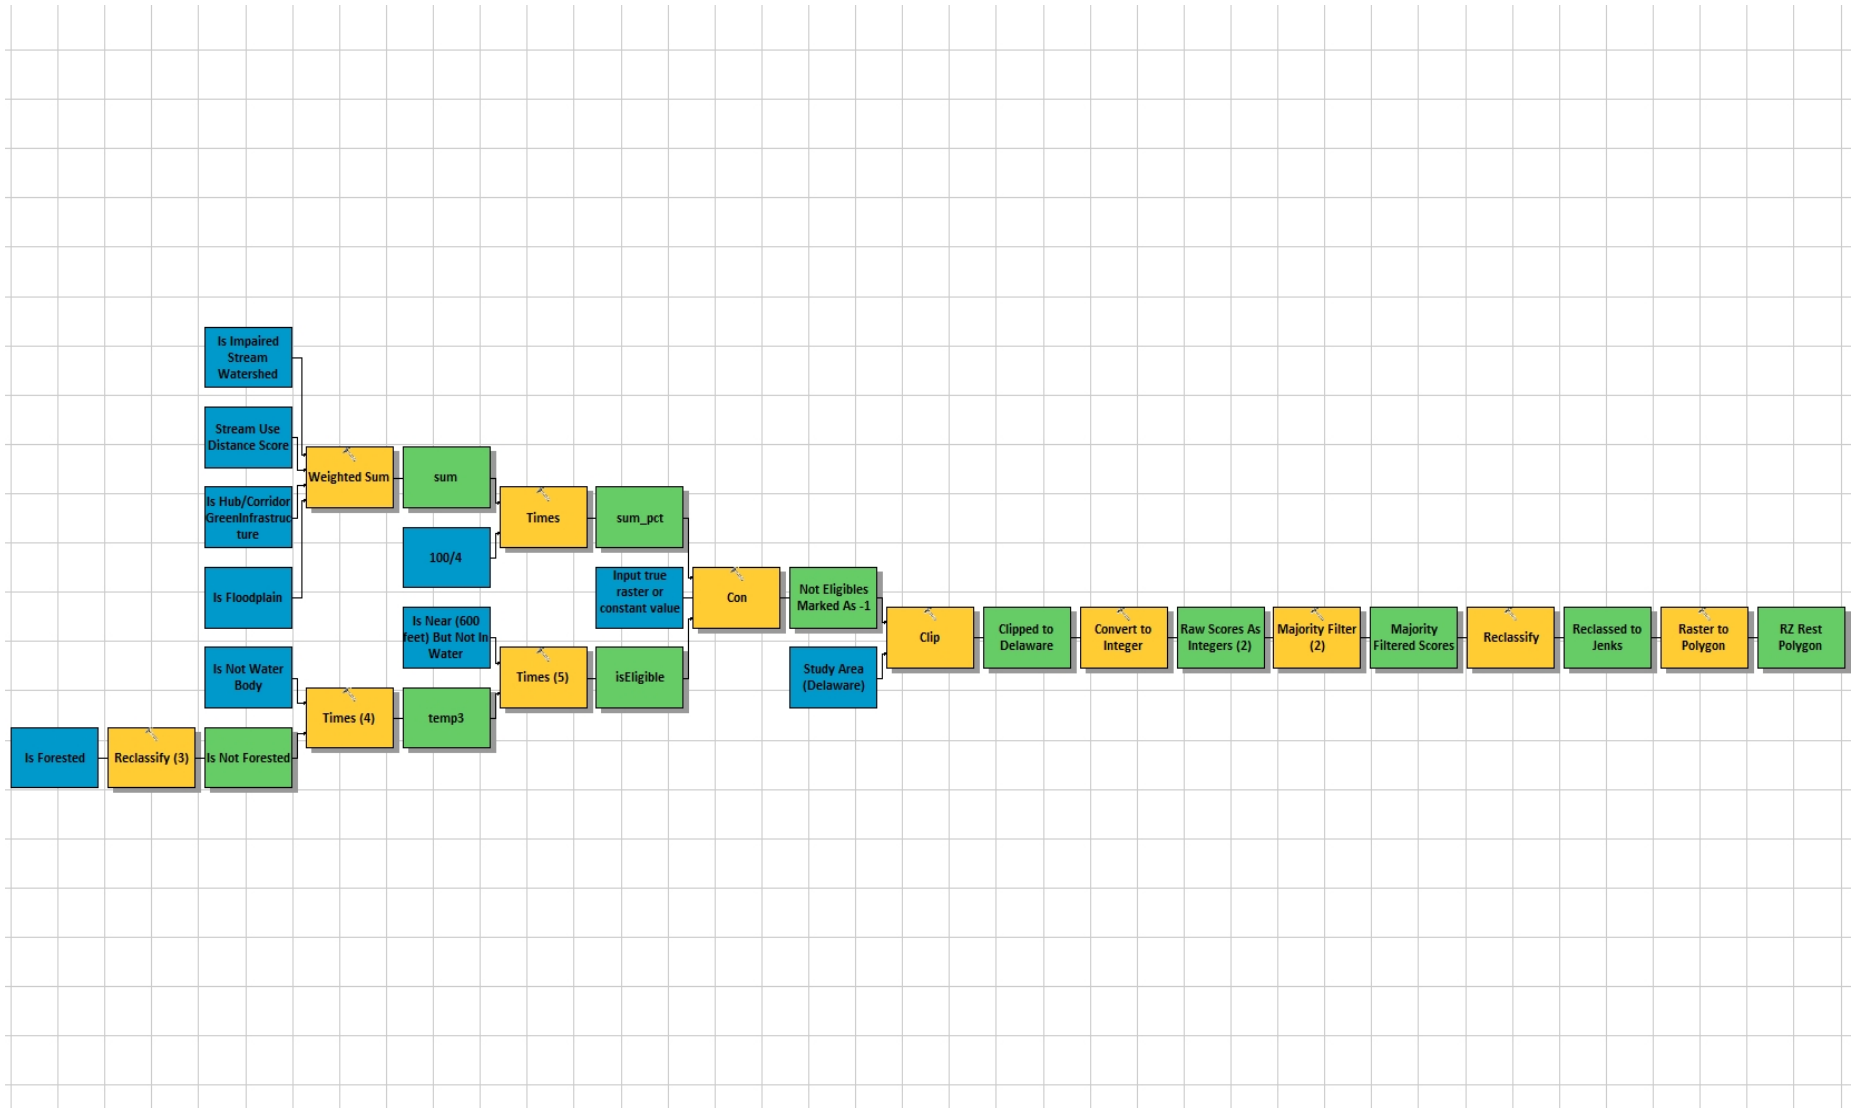 Is Impaired
Stream
Watershed
Stream Use
Distance Score
Is Hub/Corridor
GreenInfrastruc
ture
Is Floodplain
Weighted Sum
sum
100/4
Times
sum_pct
Is Near (600
feet) But Not In
Water
Is Not Water
Body
Is Forested
Reclassify (3)
Is Not Forested
Times (4)
temp3
Times (5)
isEligible
Input true
raster or
constant value
Con
Not Eligibles
Marked As -1
Study Area
(Delaware)
Clip
Clipped to
Delaware
Convert to
Integer
Raw Scores As
Integers (2)
Majority Filter
(2)
Majority
Filtered Scores
Reclassify
Reclassed to
Jenks
Raster to
Polygon
RZ Rest
Polygon